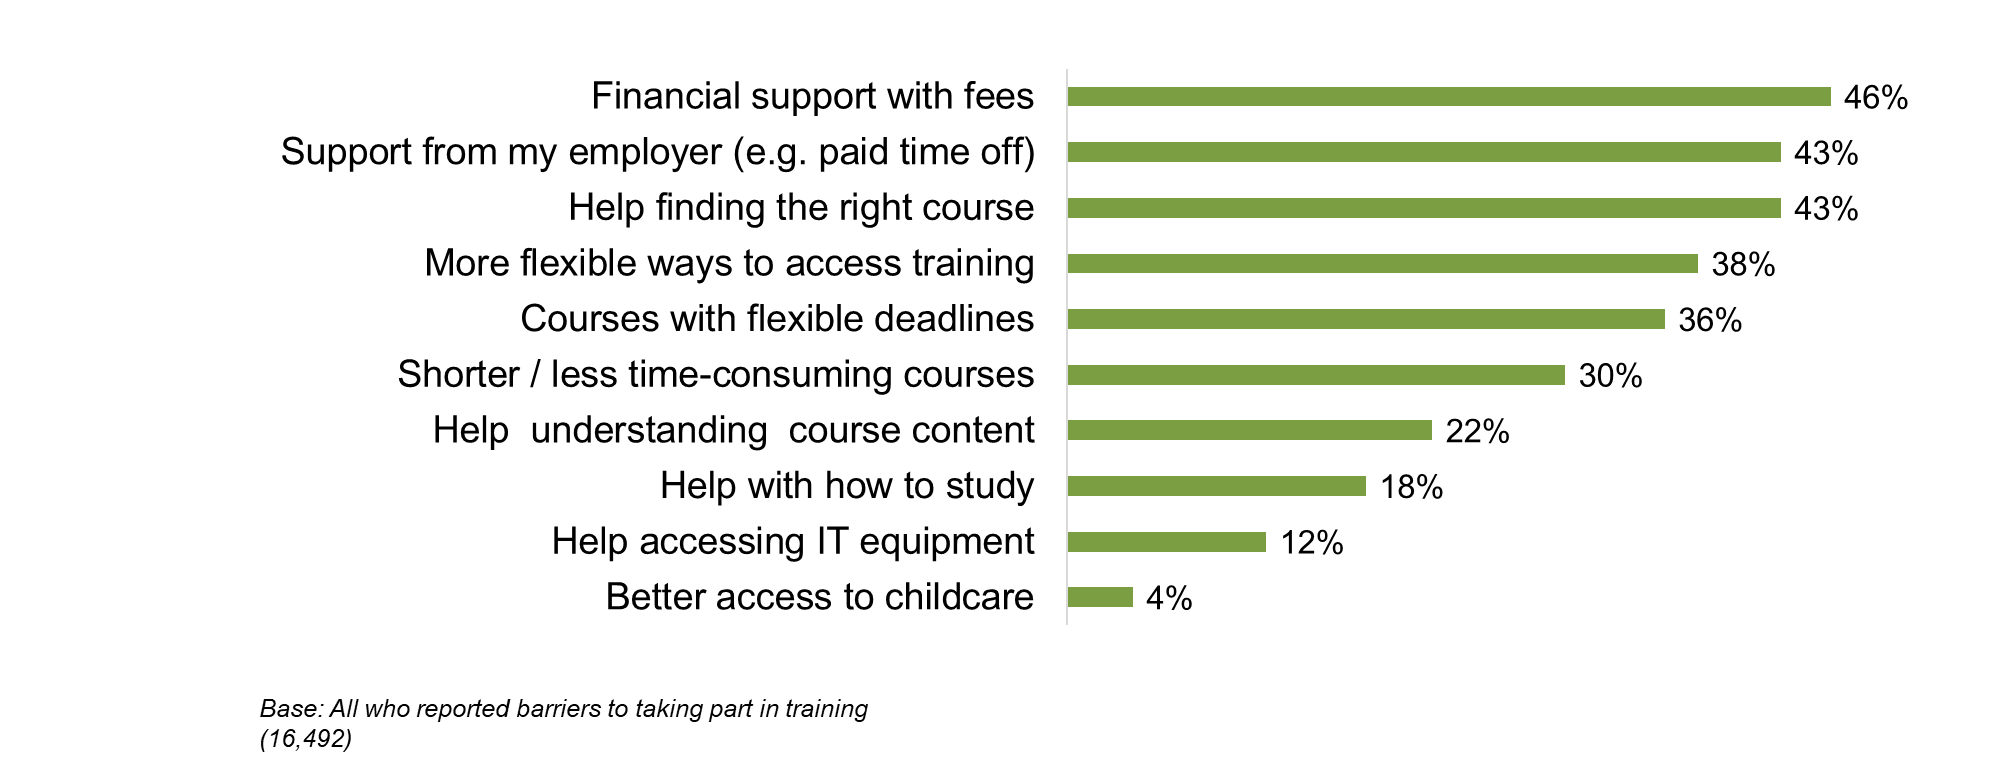 Financial support with fees 46%
Support from my employer (e.g. paid time off) 43%
Help finding the right course 43%
More flexible ways to access training 38%
Courses with flexible deadlines 36%
Shorter / less time-consuming courses 30%
Help  understanding  course content 22%
Help with how to study 18%
Help accessing IT equipment 12%
Better access to childcare 4%
Base: All who reported barriers to taking part in training
(16,492)